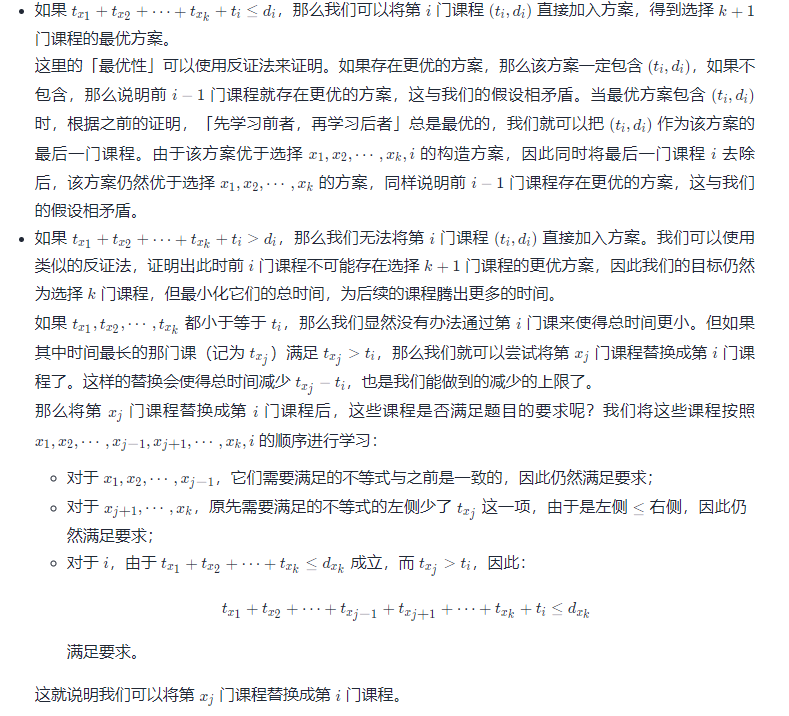 • 如果 $t_{x_1} + t_{x_2} + \cdots + t_{x_k} + t_i \leq d_i$，那么我们可以将第 $i$ 门课程 $(t_i, d_i)$ 直接加入方案，得到选择 $k+1$
门课程的最优方案。
这里的「最优性」可以使用反证法来证明。如果存在更优的方案，那么该方案一定包含 $(t_i, d_i)$，如果不
包含，那么说明前 $i-1$ 门课程就存在更优的方案，这与我们的假设相矛盾。当最优方案包含 $(t_i, d_i)$
时，根据之前的证明，「先学习前者，再学习后者」总是最优的，我们就可以把 $(t_i, d_i)$ 作为该方案的
最后一门课程。由于该方案优于选择 $x_1, x_2, \cdots, x_k, i$ 的构造方案，因此同时将最后一门课程 $i$ 去除
后，该方案仍然优于选择 $x_1, x_2, \cdots, x_k$ 的方案，同样说明前 $i-1$ 门课程存在更优的方案，这与我们
的假设相矛盾。
• 如果 $t_{x_1} + t_{x_2} + \cdots + t_{x_k} + t_i > d_i$，那么我们无法将第 $i$ 门课程 $(t_i, d_i)$ 直接加入方案。我们可以使用
类似的反证法，证明出此时前 $i$ 门课程不可能存在选择 $k+1$ 门课程的更优方案，因此我们的目标仍然
为选择 $k$ 门课程，但最小化它们的总时间，为后续的课程腾出更多的时间。
如果 $t_{x_1}, t_{x_2}, \cdots, t_{x_k}$ 都小于等于 $t_i$，那么我们显然没有办法通过第 $i$ 门课来使得总时间更小。但如果
其中时间最长的那门课（记为 $t_{x_j}$）满足 $t_{x_j} > t_i$，那么我们就可以尝试将第 $x_j$ 门课程替换成第 $i$ 门课
程了。这样的替换会使得总时间减少 $t_{x_j} - t_i$，也是我们能做到的减少的上限了。
那么将第 $x_j$ 门课程替换成第 $i$ 门课程后，这些课程是否满足题目的要求呢？我们将这些课程按照
$x_1, x_2, \cdots, x_{j-1}, x_{j+1}, \cdots, x_k, i$ 的顺序进行学习：
◦ 对于 $x_1, x_2, \cdots, x_{j-1}$，它们需要满足的不等式与之前是一致的，因此仍然满足要求；
◦ 对于 $x_{j+1}, \cdots, x_k$，原先需要满足的不等式的左侧少了 $t_{x_j}$ 这一项，由于是左侧 $\leq$ 右侧，因此仍
然满足要求；
◦ 对于 $i$，由于 $t_{x_1} + t_{x_2} + \cdots + t_{x_k} \leq d_{x_k}$ 成立，而 $t_{x_j} > t_i$，因此：
$t_{x_1} + t_{x_2} + \cdots + t_{x_{j-1}} + t_{x_{j+1}} + \cdots + t_{x_k} + t_i \leq d_{x_k}$
满足要求。
这就说明我们可以将第 $x_j$ 门课程替换成第 $i$ 门课程。